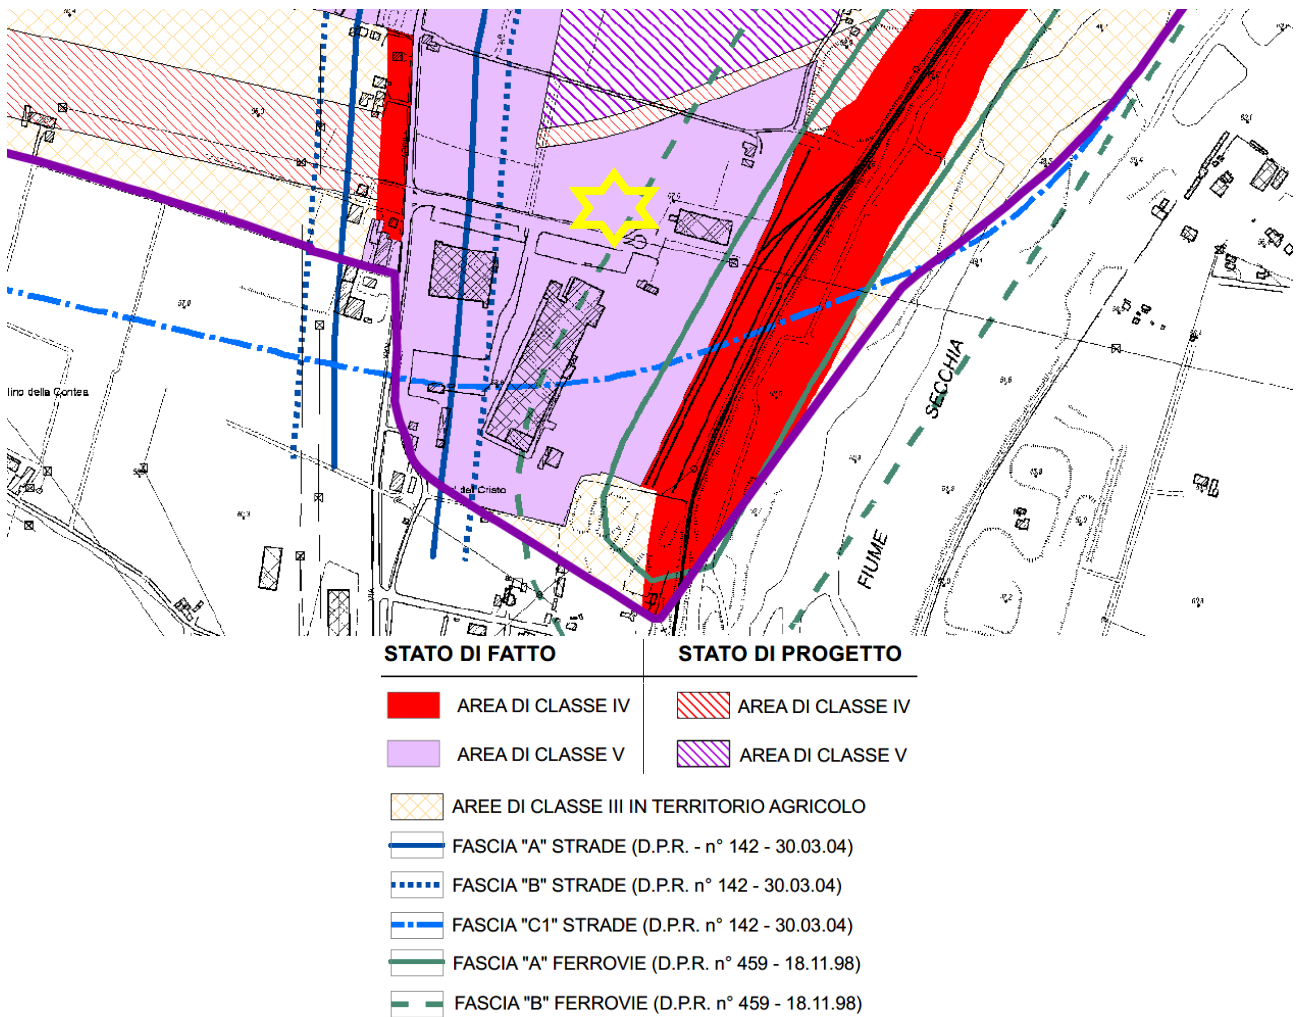 lino della Contea
del Cristo
SECCHIA
FIUME
STATO DI FATTO
STATO DI PROGETTO
AREA DI CLASSE IV
AREA DI CLASSE IV
AREA DI CLASSE V
AREA DI CLASSE V
AREE DI CLASSE III IN TERRITORIO AGRICOLO
FASCIA "A" STRADE (D.P.R. - n° 142 - 30.03.04)
FASCIA "B" STRADE (D.P.R. n° 142 - 30.03.04)
FASCIA "C1" STRADE (D.P.R. n° 142 - 30.03.04)
FASCIA "A" FERROVIE (D.P.R. n° 459 - 18.11.98)
FASCIA "B" FERROVIE (D.P.R. n° 459 - 18.11.98)